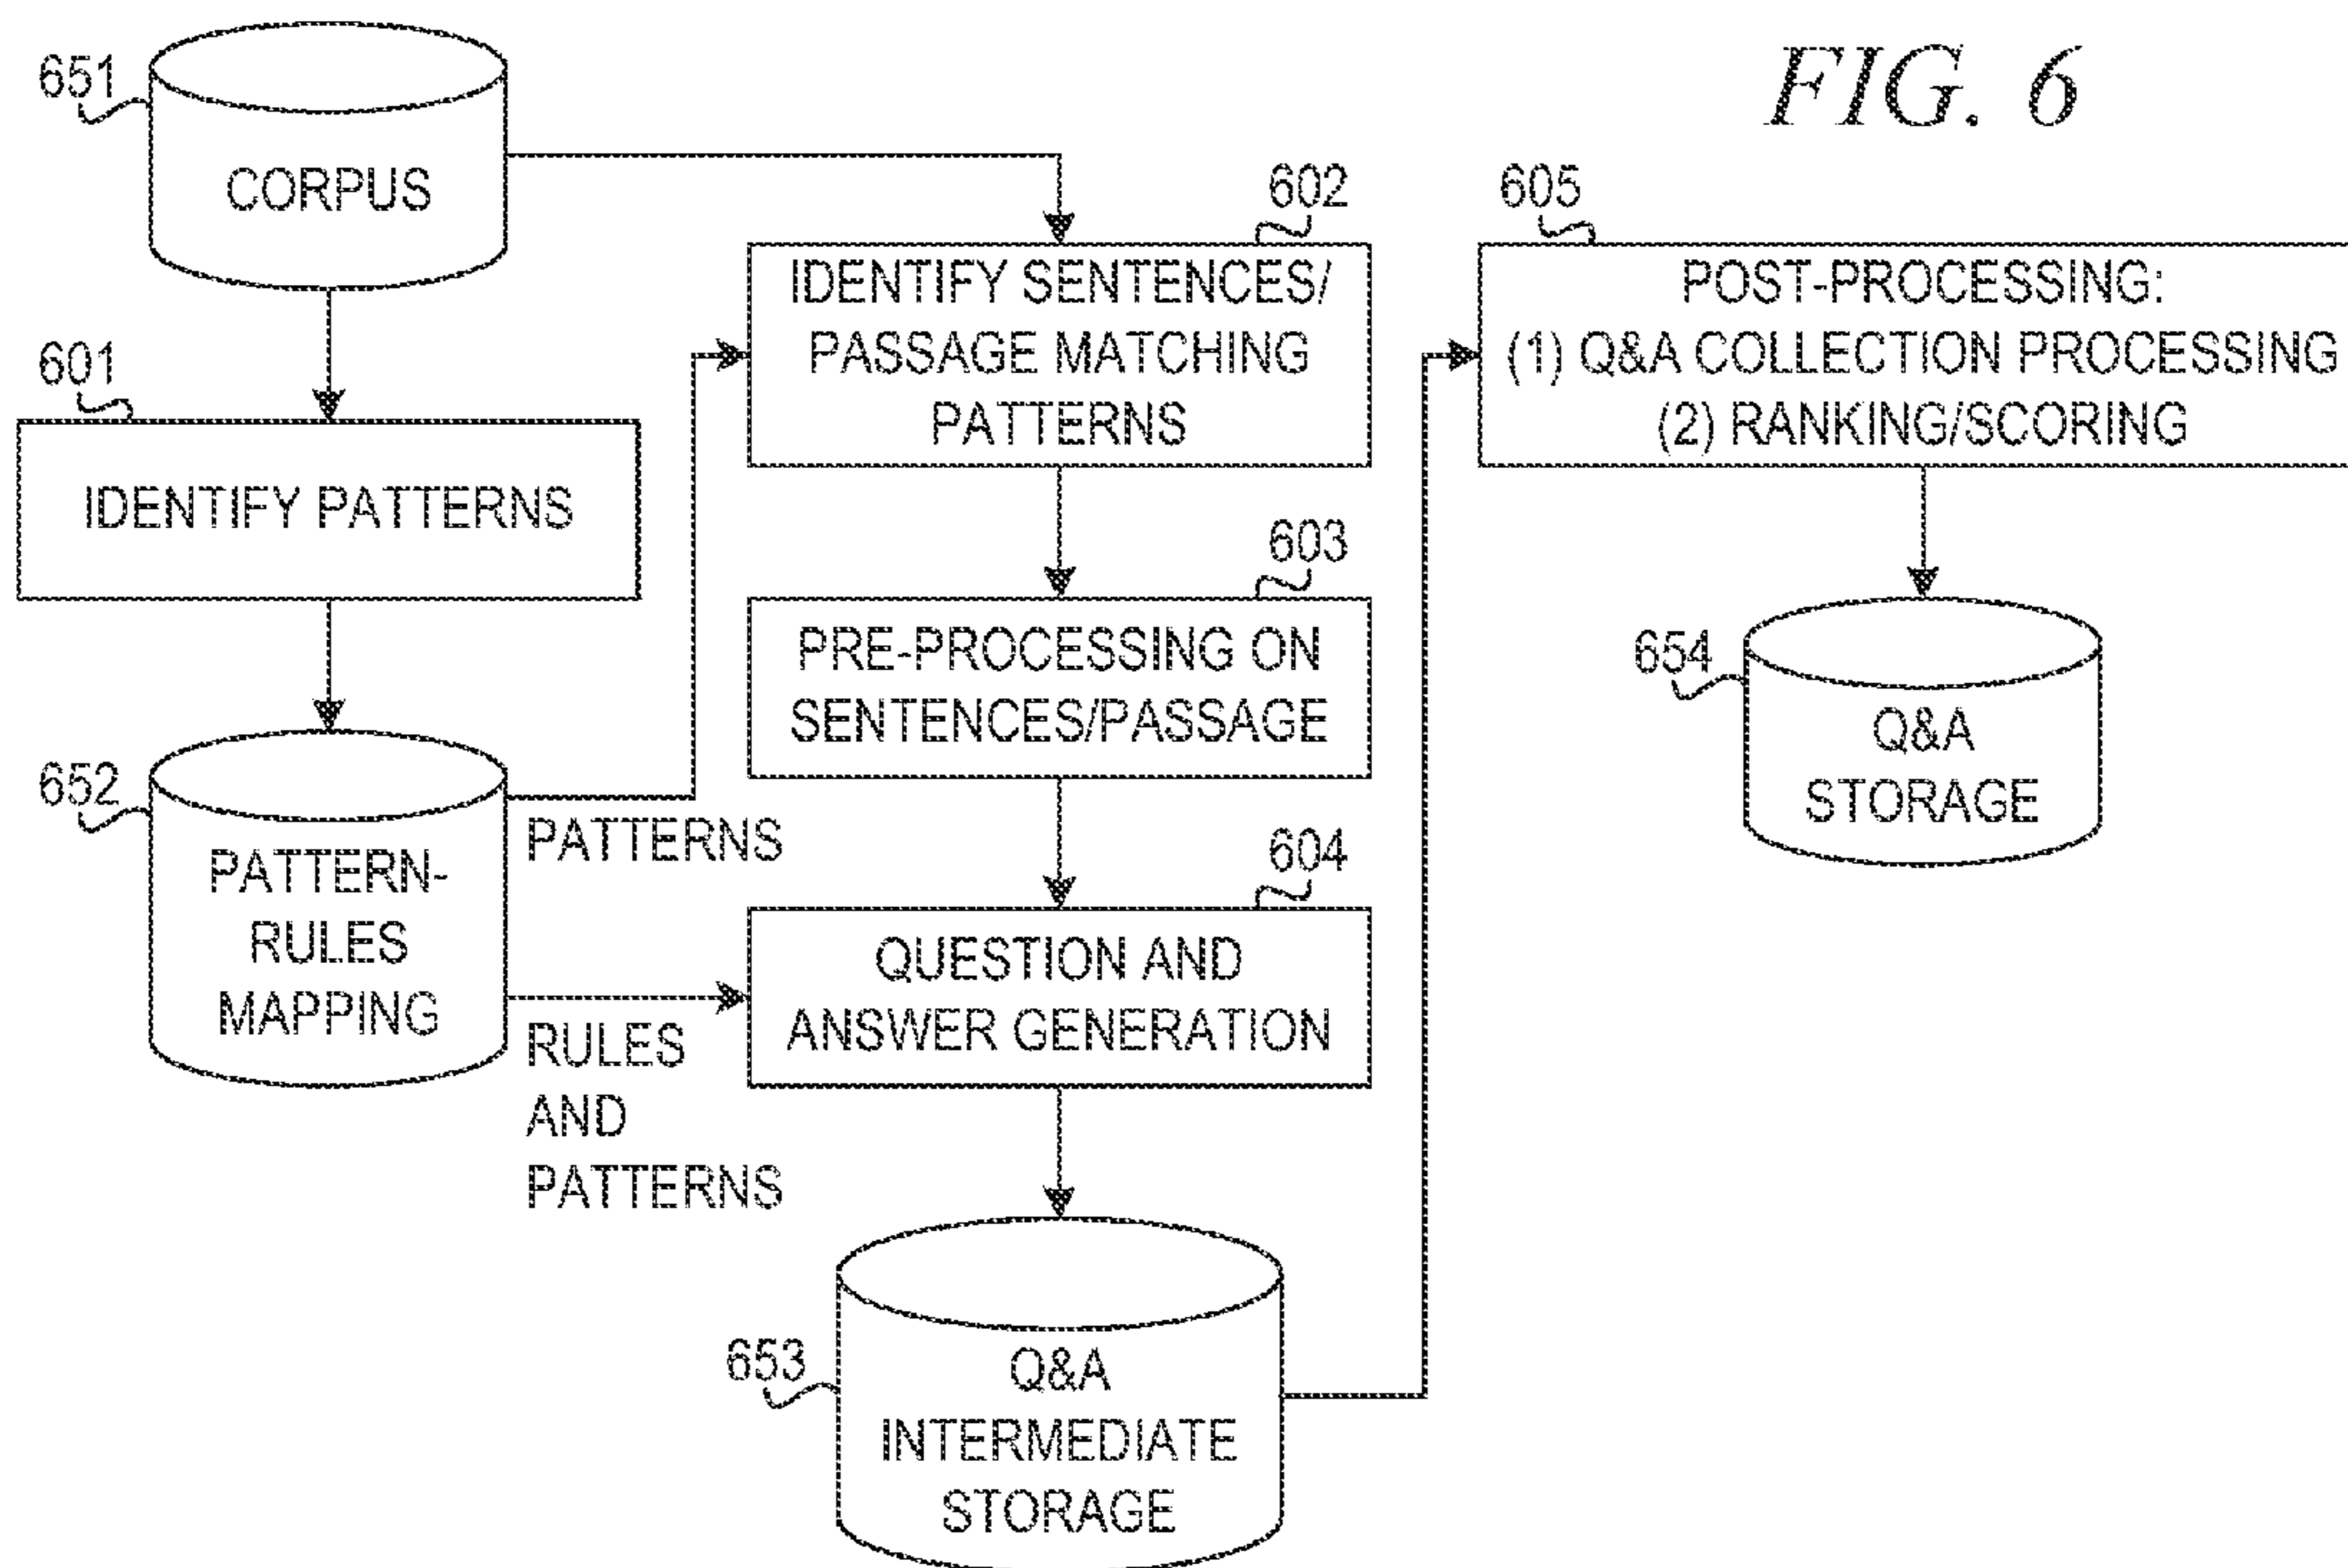 FIG. 6
651
CORPUS
601
IDENTIFY PATTERNS
652
PATTERN-
RULES
MAPPING
PATTERNS
RULES
AND
PATTERNS
602
IDENTIFY SENTENCES/
PASSAGE MATCHING
PATTERNS
603
PRE-PROCESSING ON
SENTENCES/PASSAGE
604
QUESTION AND
ANSWER GENERATION
653
Q&A
INTERMEDIATE
STORAGE
605
POST-PROCESSING:
(1) Q&A COLLECTION PROCESSING
(2) RANKING/SCORING
654
Q&A
STORAGE